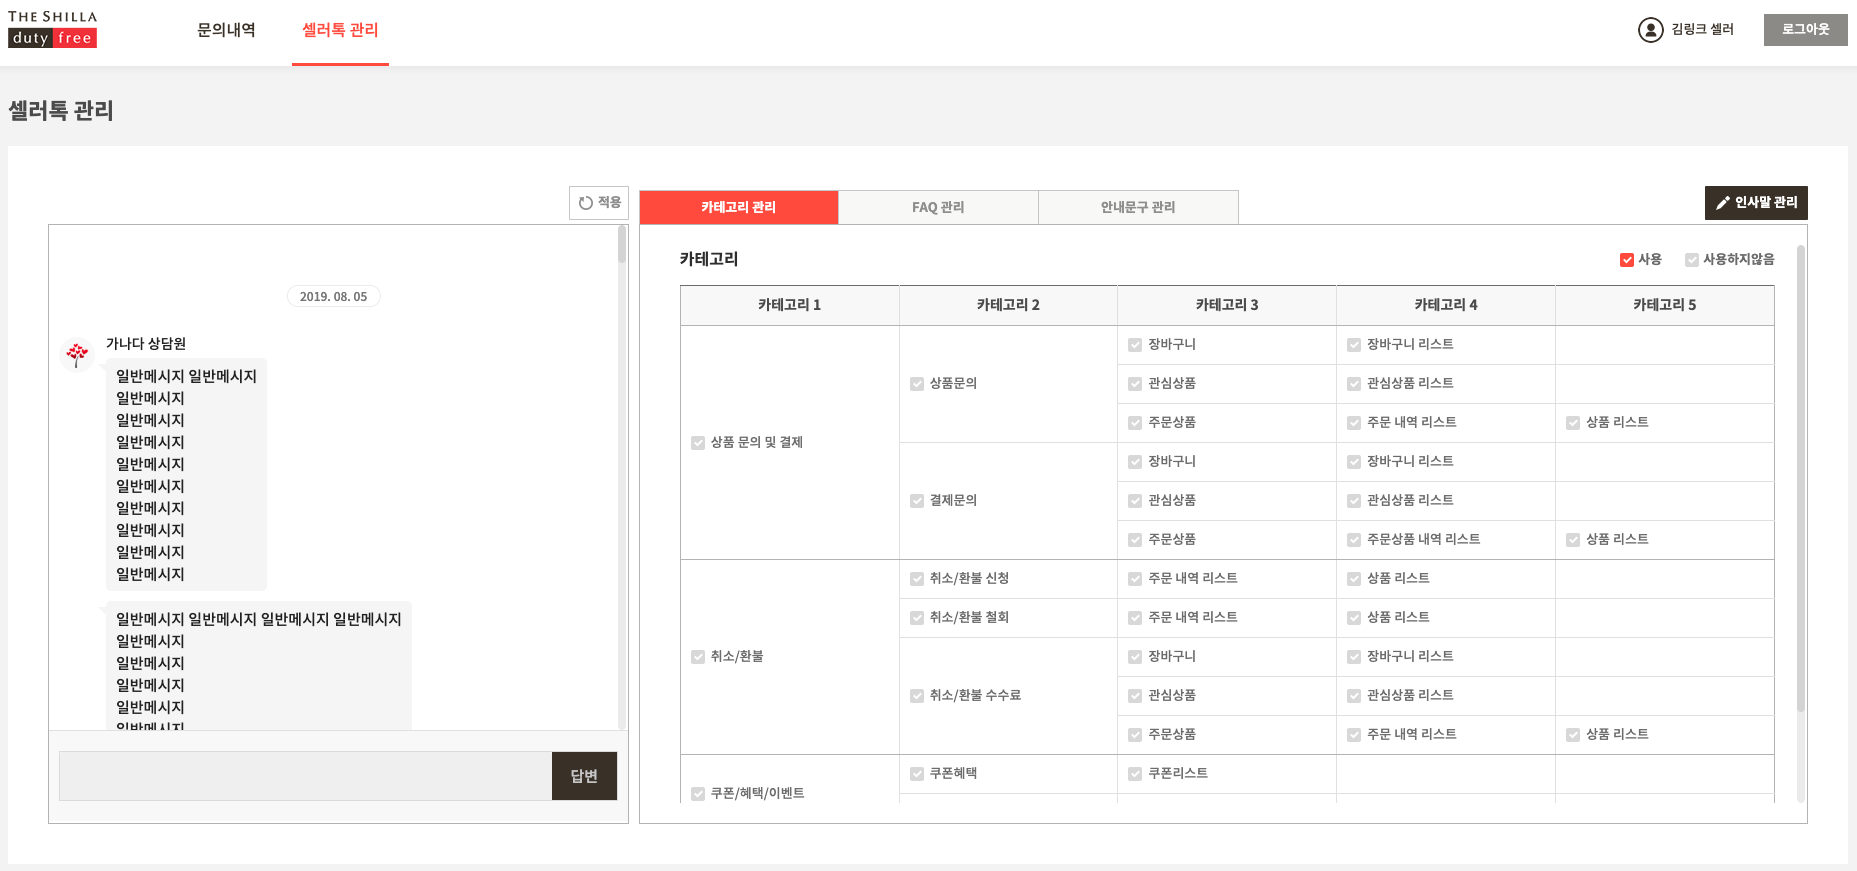 THE SHILLA
duty free
문의내역
셀러톡 관리
김링크 셀러
로그아웃
셀러톡 관리
적용
2019. 08. 05
가나다 상담원
일반메시지 일반메시지
일반메시지
일반메시지
일반메시지
일반메시지
일반메시지
일반메시지
일반메시지
일반메시지
일반메시지
일반메시지 일반메시지 일반메시지 일반메시지
일반메시지
일반메시지
일반메시지
일반메시지
일반메시지
답변
카테고리 관리
FAQ 관리
안내문구 관리
인사말 관리
카테고리
사용
사용하지않음
카테고리 1 카테고리 2 카테고리 3 카테고리 4 카테고리 5
상품 문의 및 결제
상품문의
장바구니 장바구니 리스트
관심상품 관심상품 리스트
주문상품 주문 내역 리스트 상품 리스트
결제문의
장바구니 장바구니 리스트
관심상품 관심상품 리스트
주문상품 주문상품 내역 리스트 상품 리스트
취소/환불
취소/환불 신청 주문 내역 리스트 상품 리스트
취소/환불 철회 주문 내역 리스트 상품 리스트
취소/환불 수수료
장바구니 장바구니 리스트
관심상품 관심상품 리스트
주문상품 주문 내역 리스트 상품 리스트
쿠폰/혜택/이벤트
쿠폰혜택 쿠폰리스트